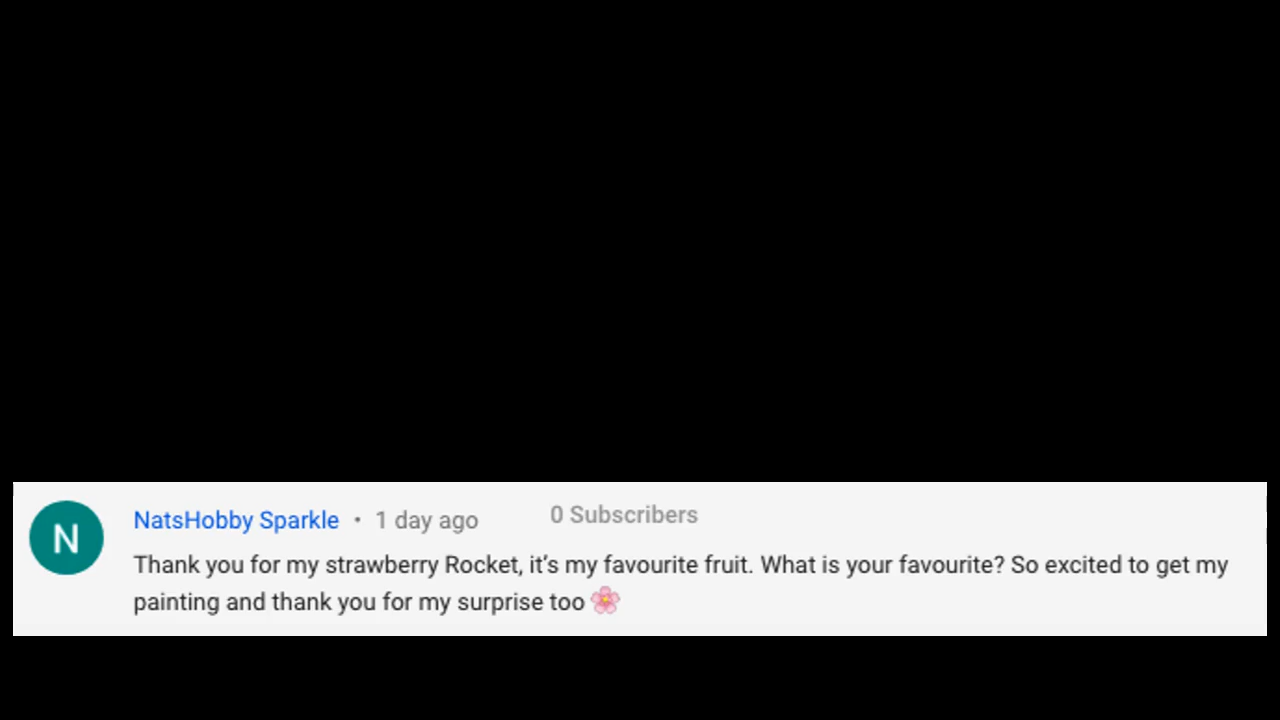 N
NatsHobby Sparkle • 1 day ago 0 Subscribers
Thank you for my strawberry Rocket, it’s my favourite fruit. What is your favourite? So excited to get my
painting and thank you for my surprise too 🌸